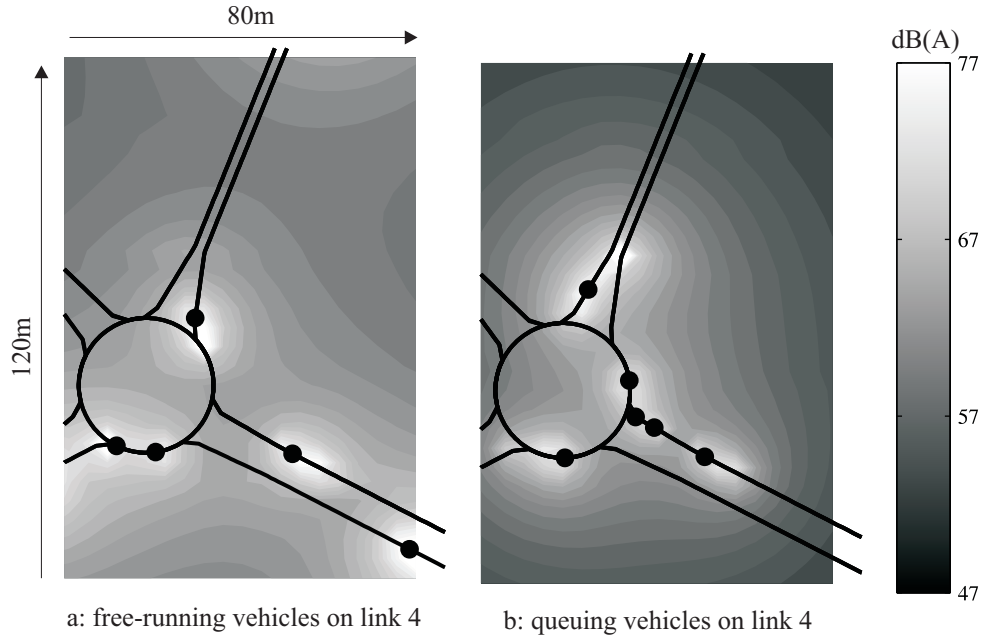 80m
dB(A)
77
120m
67
57
47
a: free-running vehicles on link 4
b: queuing vehicles on link 4